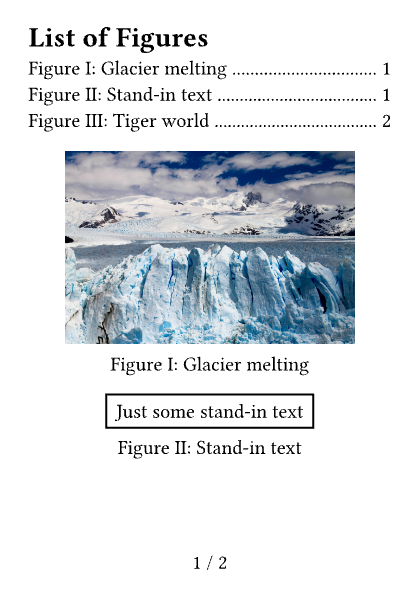 List of Figures
Figure I: Glacier melting ................................ 1
Figure II: Stand-in text ................................... 1
Figure III: Tiger world .................................... 2
Figure I: Glacier melting
Just some stand-in text
Figure II: Stand-in text
1 / 2